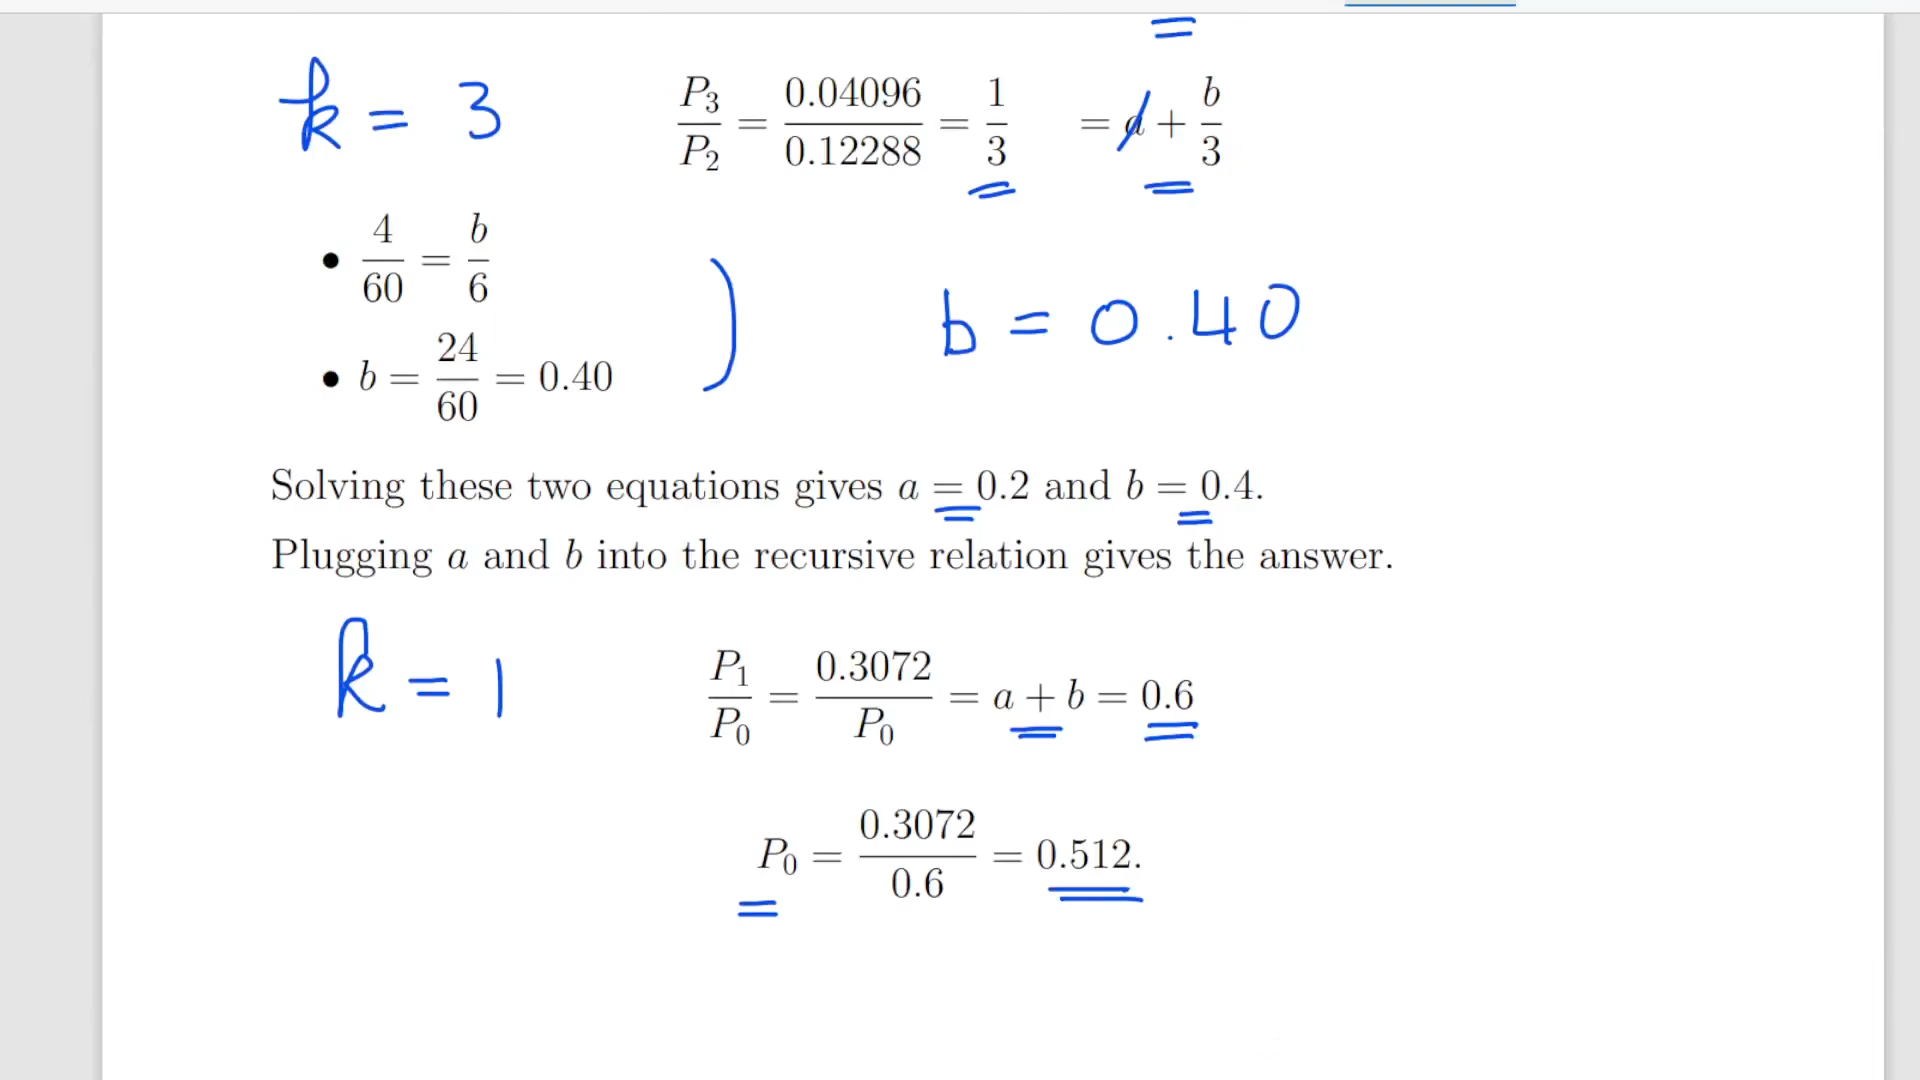 k = 3
P₃/P₂ = 0.04096/0.12288 = 1/3 = a + b/3
• 4/60 = b/6
• b = 24/60 = 0.40
b = 0.40
Solving these two equations gives a = 0.2 and b = 0.4.
Plugging a and b into the recursive relation gives the answer.
k = 1
P₁/P₀ = 0.3072/P₀ = a + b = 0.6
P₀ = 0.3072/0.6 = 0.512.